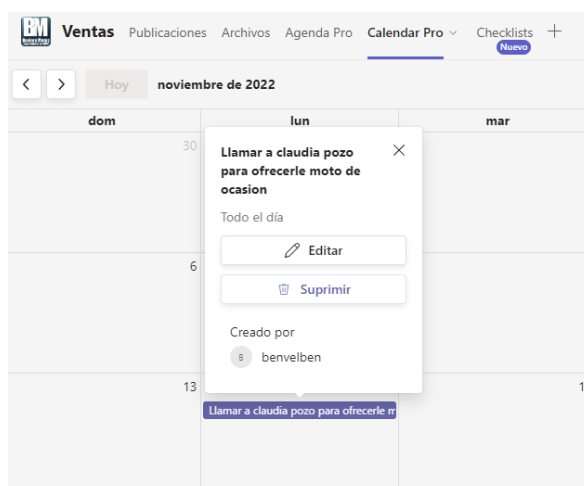 BM
Ventas Publicaciones Archivos Agenda Pro Calendar Pro Checklists
Nuevo
Hoy noviembre de 2022
dom lun mar
30
Llamar a claudia pozo
para ofrecerle moto de
ocasion
Todo el día
Editar
6
Suprimir
Creado por
B benvelben
13
1
Llamar a claudia pozo para ofrecerle m